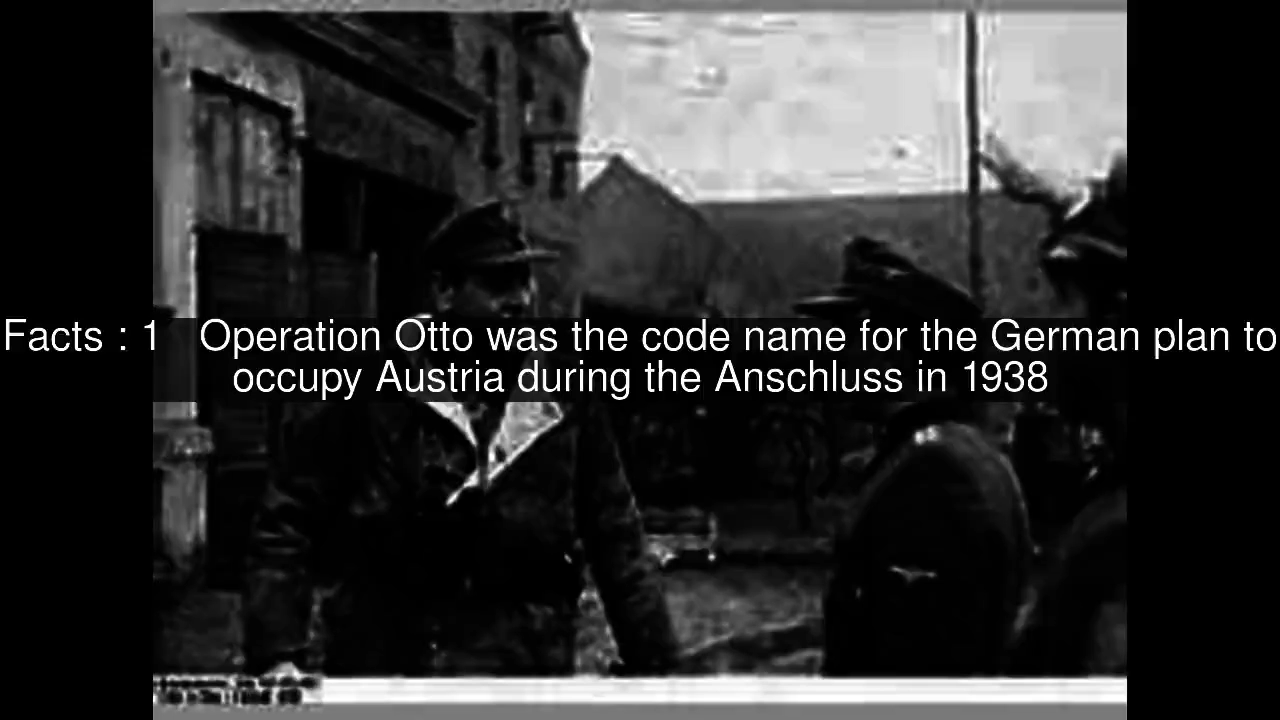 Facts : 1 Operation Otto was the code name for the German plan to
occupy Austria during the Anschluss in 1938